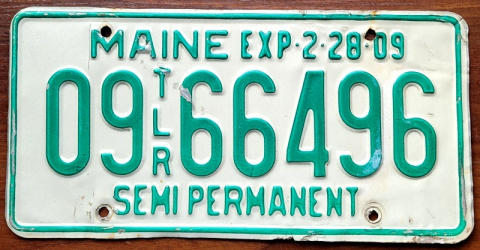 MAINE EXP·2·28·09
09 TLR 66496
SEMI PERMANENT